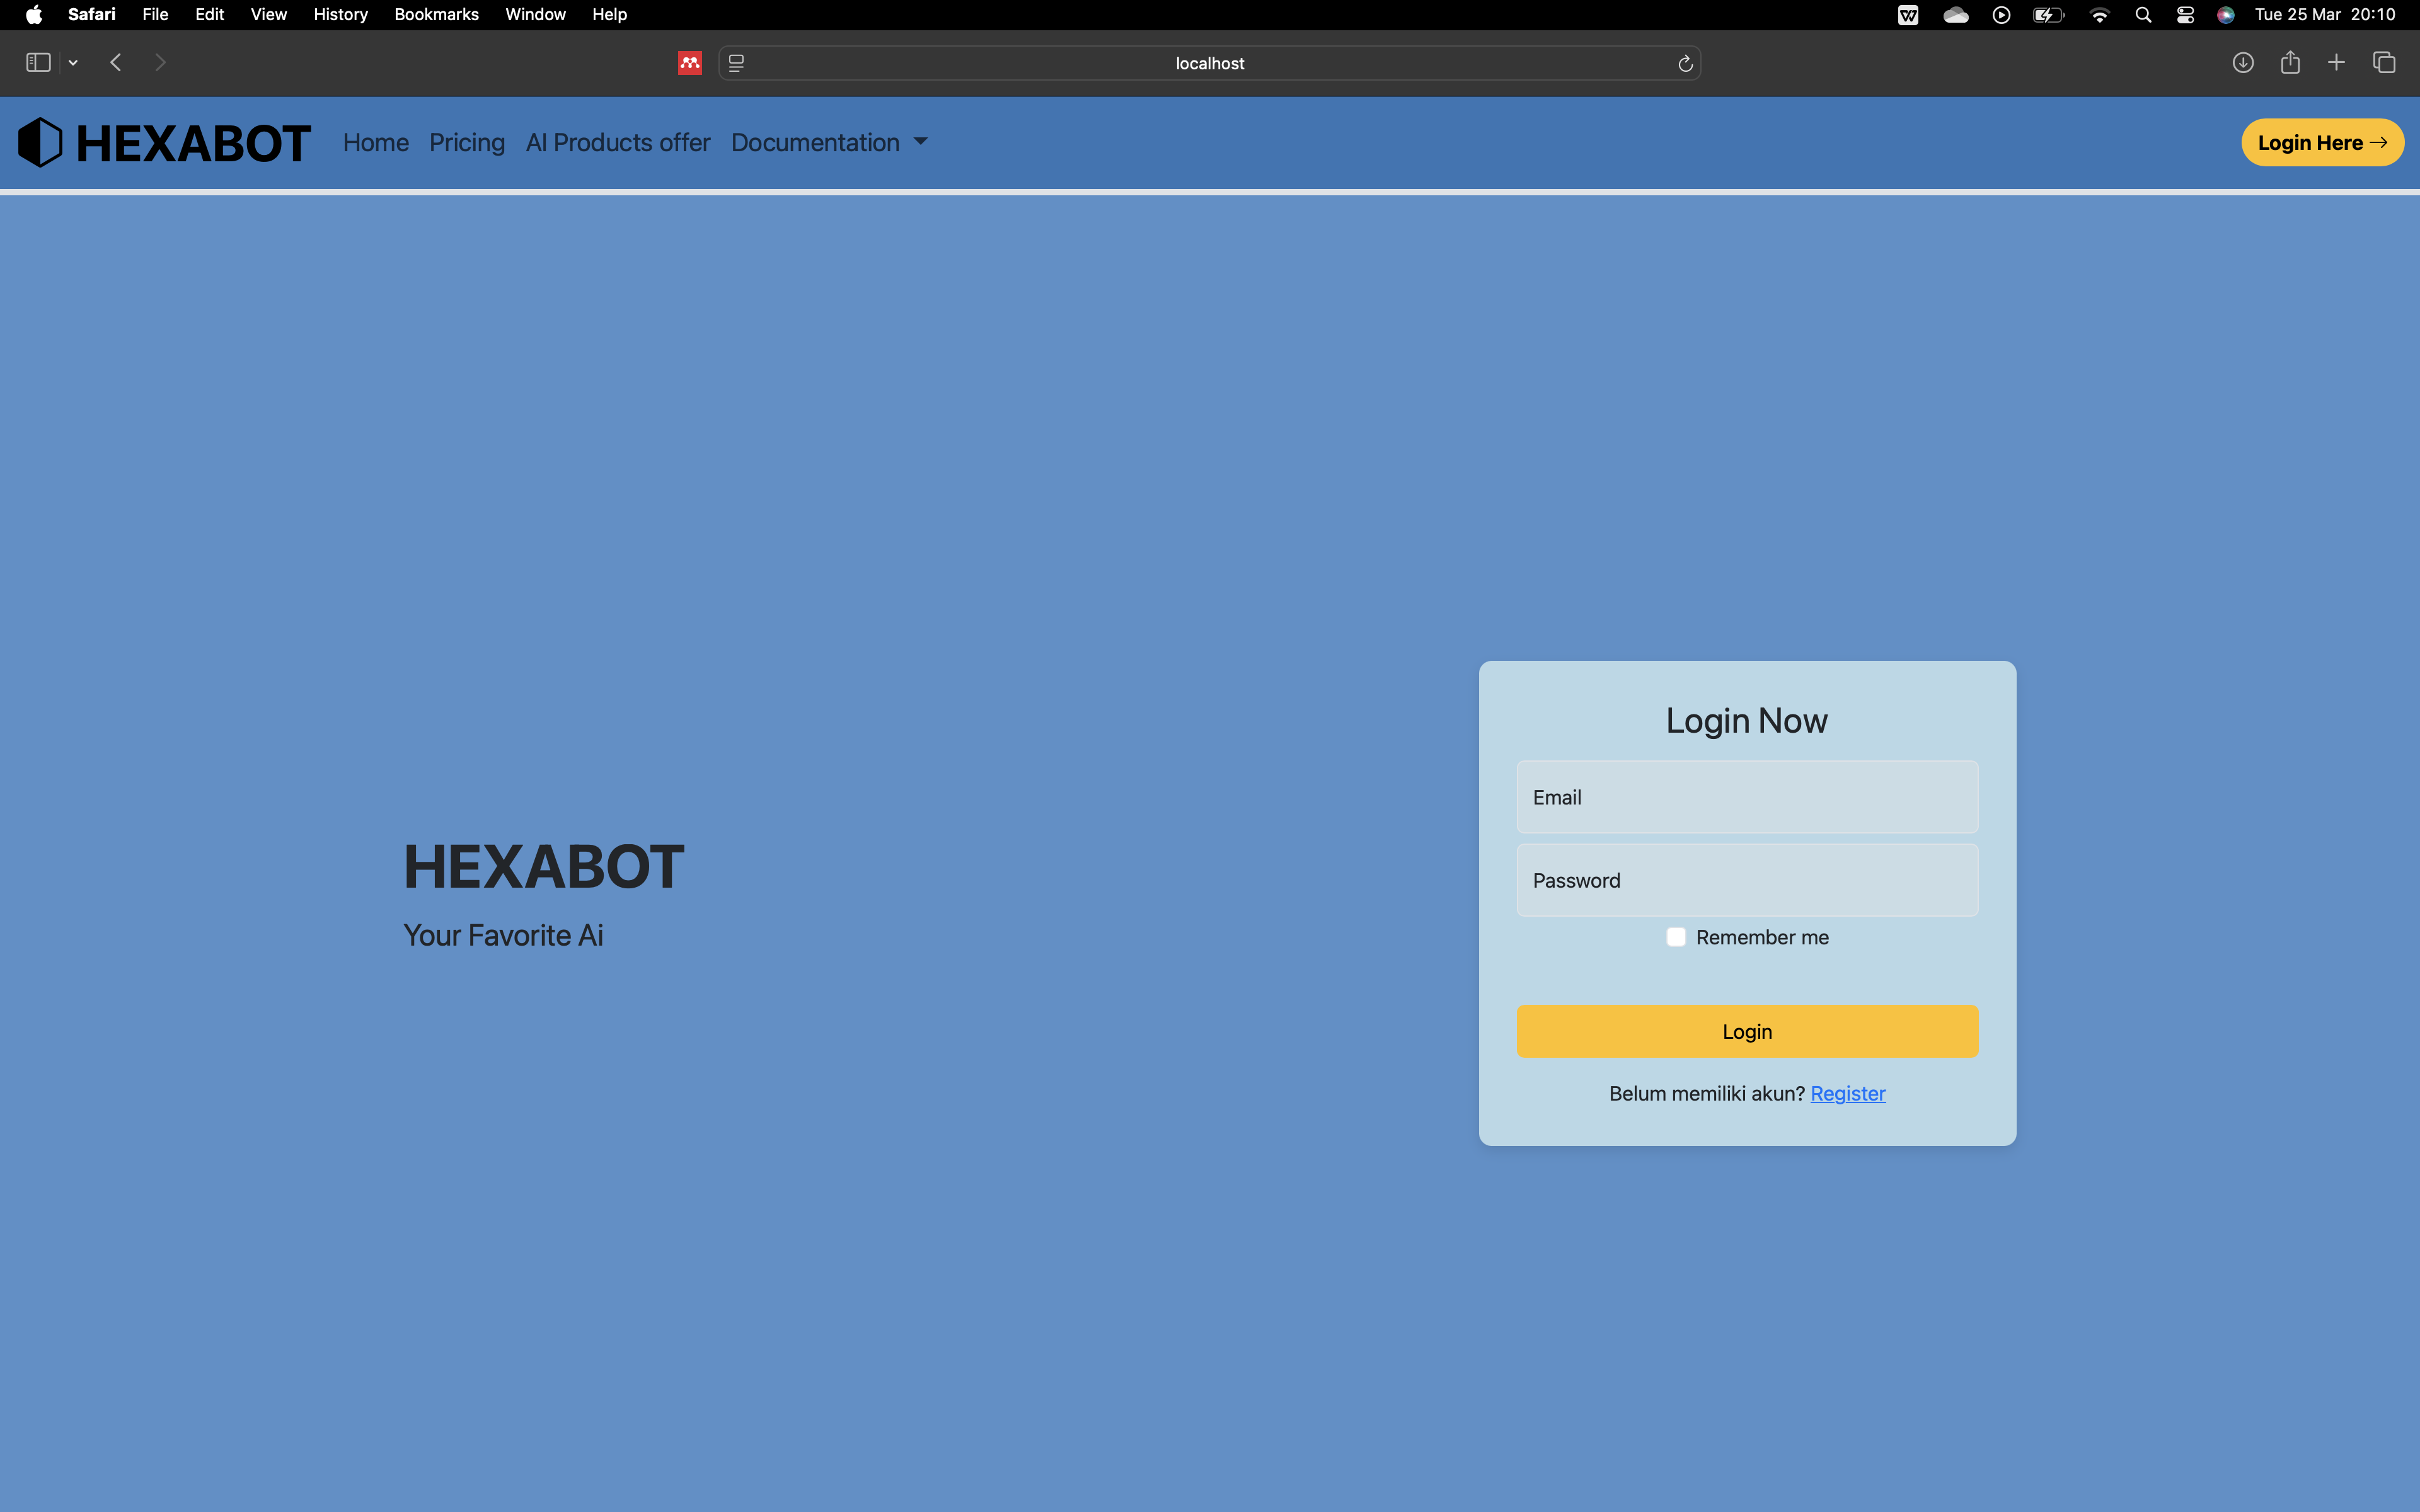 Safari File Edit View History Bookmarks Window Help Tue 25 Mar 20:10
localhost
HEXABOT Home Pricing AI Products offer Documentation Login Here →
Login Now
Email
Password
HEXABOT
Your Favorite Ai
Remember me
Login
Belum memiliki akun? Register